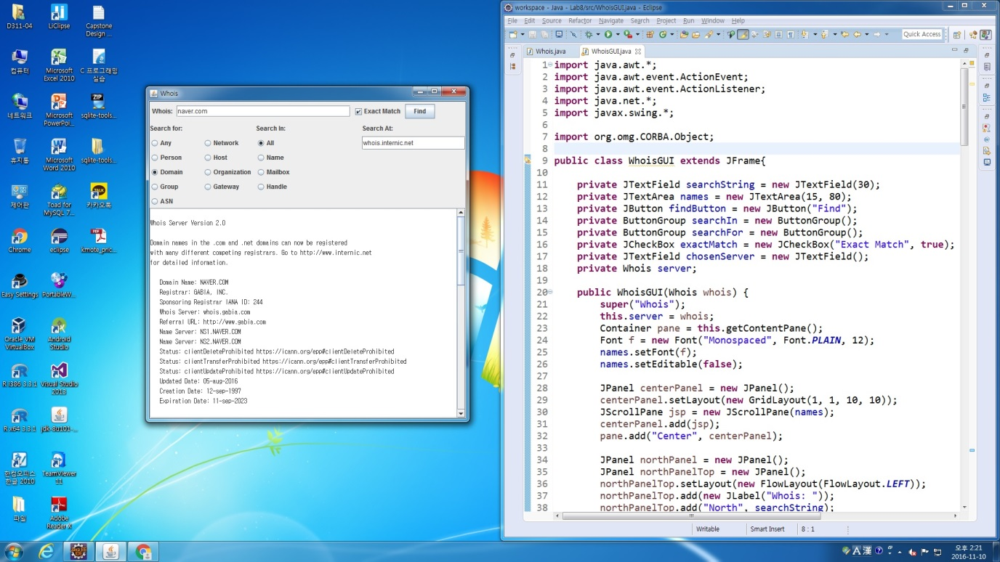 D311-04
LiClipse
Capstone
Design ...
컴퓨터
Microsoft
Excel 2010
C 프로그래밍
실습
네트워크
Microsoft
PowerPoi...
ZIP
sqlite-tools...
휴지통
Microsoft
Word 2010
sqlite-tools...
제어판
Toad for
MySQL 7...
TALK
카카오톡
Chrome
eclipse
kmote_pric...
Easy Settings
PortableW...
Oracle VM
VirtualBox
Android
Studio
R i386 3.3.1
Visual Studio
2013
R x64 3.3.1
jdk-8u101-...
한컴오피스
한글 2010
TeamViewer
11
파일
Adobe
Reader X
Whois
Whois: naver.com Exact Match Find
Search for: Search In: Search At:
Any Network All whois.internic.net
Person Host Name
Domain Organization Mailbox
Group Gateway Handle
ASN
Whois Server Version 2.0
Domain names in the .com and .net domains can now be registered
with many different competing registrars. Go to http://www.internic.net
for detailed information.
Domain Name: NAVER.COM
Registrar: GABIA, INC.
Sponsoring Registrar IANA ID: 244
Whois Server: whois.gabia.com
Referral URL: http://www.gabia.com
Name Server: NS1.NAVER.COM
Name Server: NS2.NAVER.COM
Status: clientDeleteProhibited https://icann.org/epp#clientDeleteProhibited
Status: clientTransferProhibited https://icann.org/epp#clientTransferProhibited
Status: clientUpdateProhibited https://icann.org/epp#clientUpdateProhibited
Updated Date: 05-aug-2016
Creation Date: 12-sep-1997
Expiration Date: 11-sep-2023
workspace - Java - Lab8/src/WhoisGUI.java - Eclipse
File Edit Source Refactor Navigate Search Project Run Window Help
Quick Access
Whois.java WhoisGUI.java
1 import java.awt.*;
2 import java.awt.event.ActionEvent;
3 import java.awt.event.ActionListener;
4 import java.net.*;
5 import javax.swing.*;
6
7 import org.omg.CORBA.Object;
8
9 public class WhoisGUI extends JFrame{
10
11 private JTextField searchString = new JTextField(30);
12 private JTextArea names = new JTextArea(15, 80);
13 private JButton findButton = new JButton("Find");
14 private ButtonGroup searchIn = new ButtonGroup();
15 private ButtonGroup searchFor = new ButtonGroup();
16 private JCheckBox exactMatch = new JCheckBox("Exact Match", true);
17 private JTextField chosenServer = new JTextField();
18 private Whois server;
19
20 public WhoisGUI(Whois whois) {
21 super("Whois");
22 this.server = whois;
23 Container pane = this.getContentPane();
24 Font f = new Font("Monospaced", Font.PLAIN, 12);
25 names.setFont(f);
26 names.setEditable(false);
27
28 JPanel centerPanel = new JPanel();
29 centerPanel.setLayout(new GridLayout(1, 1, 10, 10));
30 JScrollPane jsp = new JScrollPane(names);
31 centerPanel.add(jsp);
32 pane.add("Center", centerPanel);
33
34 JPanel northPanel = new JPanel();
35 JPanel northPanelTop = new JPanel();
36 northPanelTop.setLayout(new FlowLayout(FlowLayout.LEFT));
37 northPanelTop.add(new JLabel("Whois: "));
38 northPanelTop.add("North", searchString);
Writable Smart Insert 8 : 1
A 漢
오후 2:21
2016-11-10